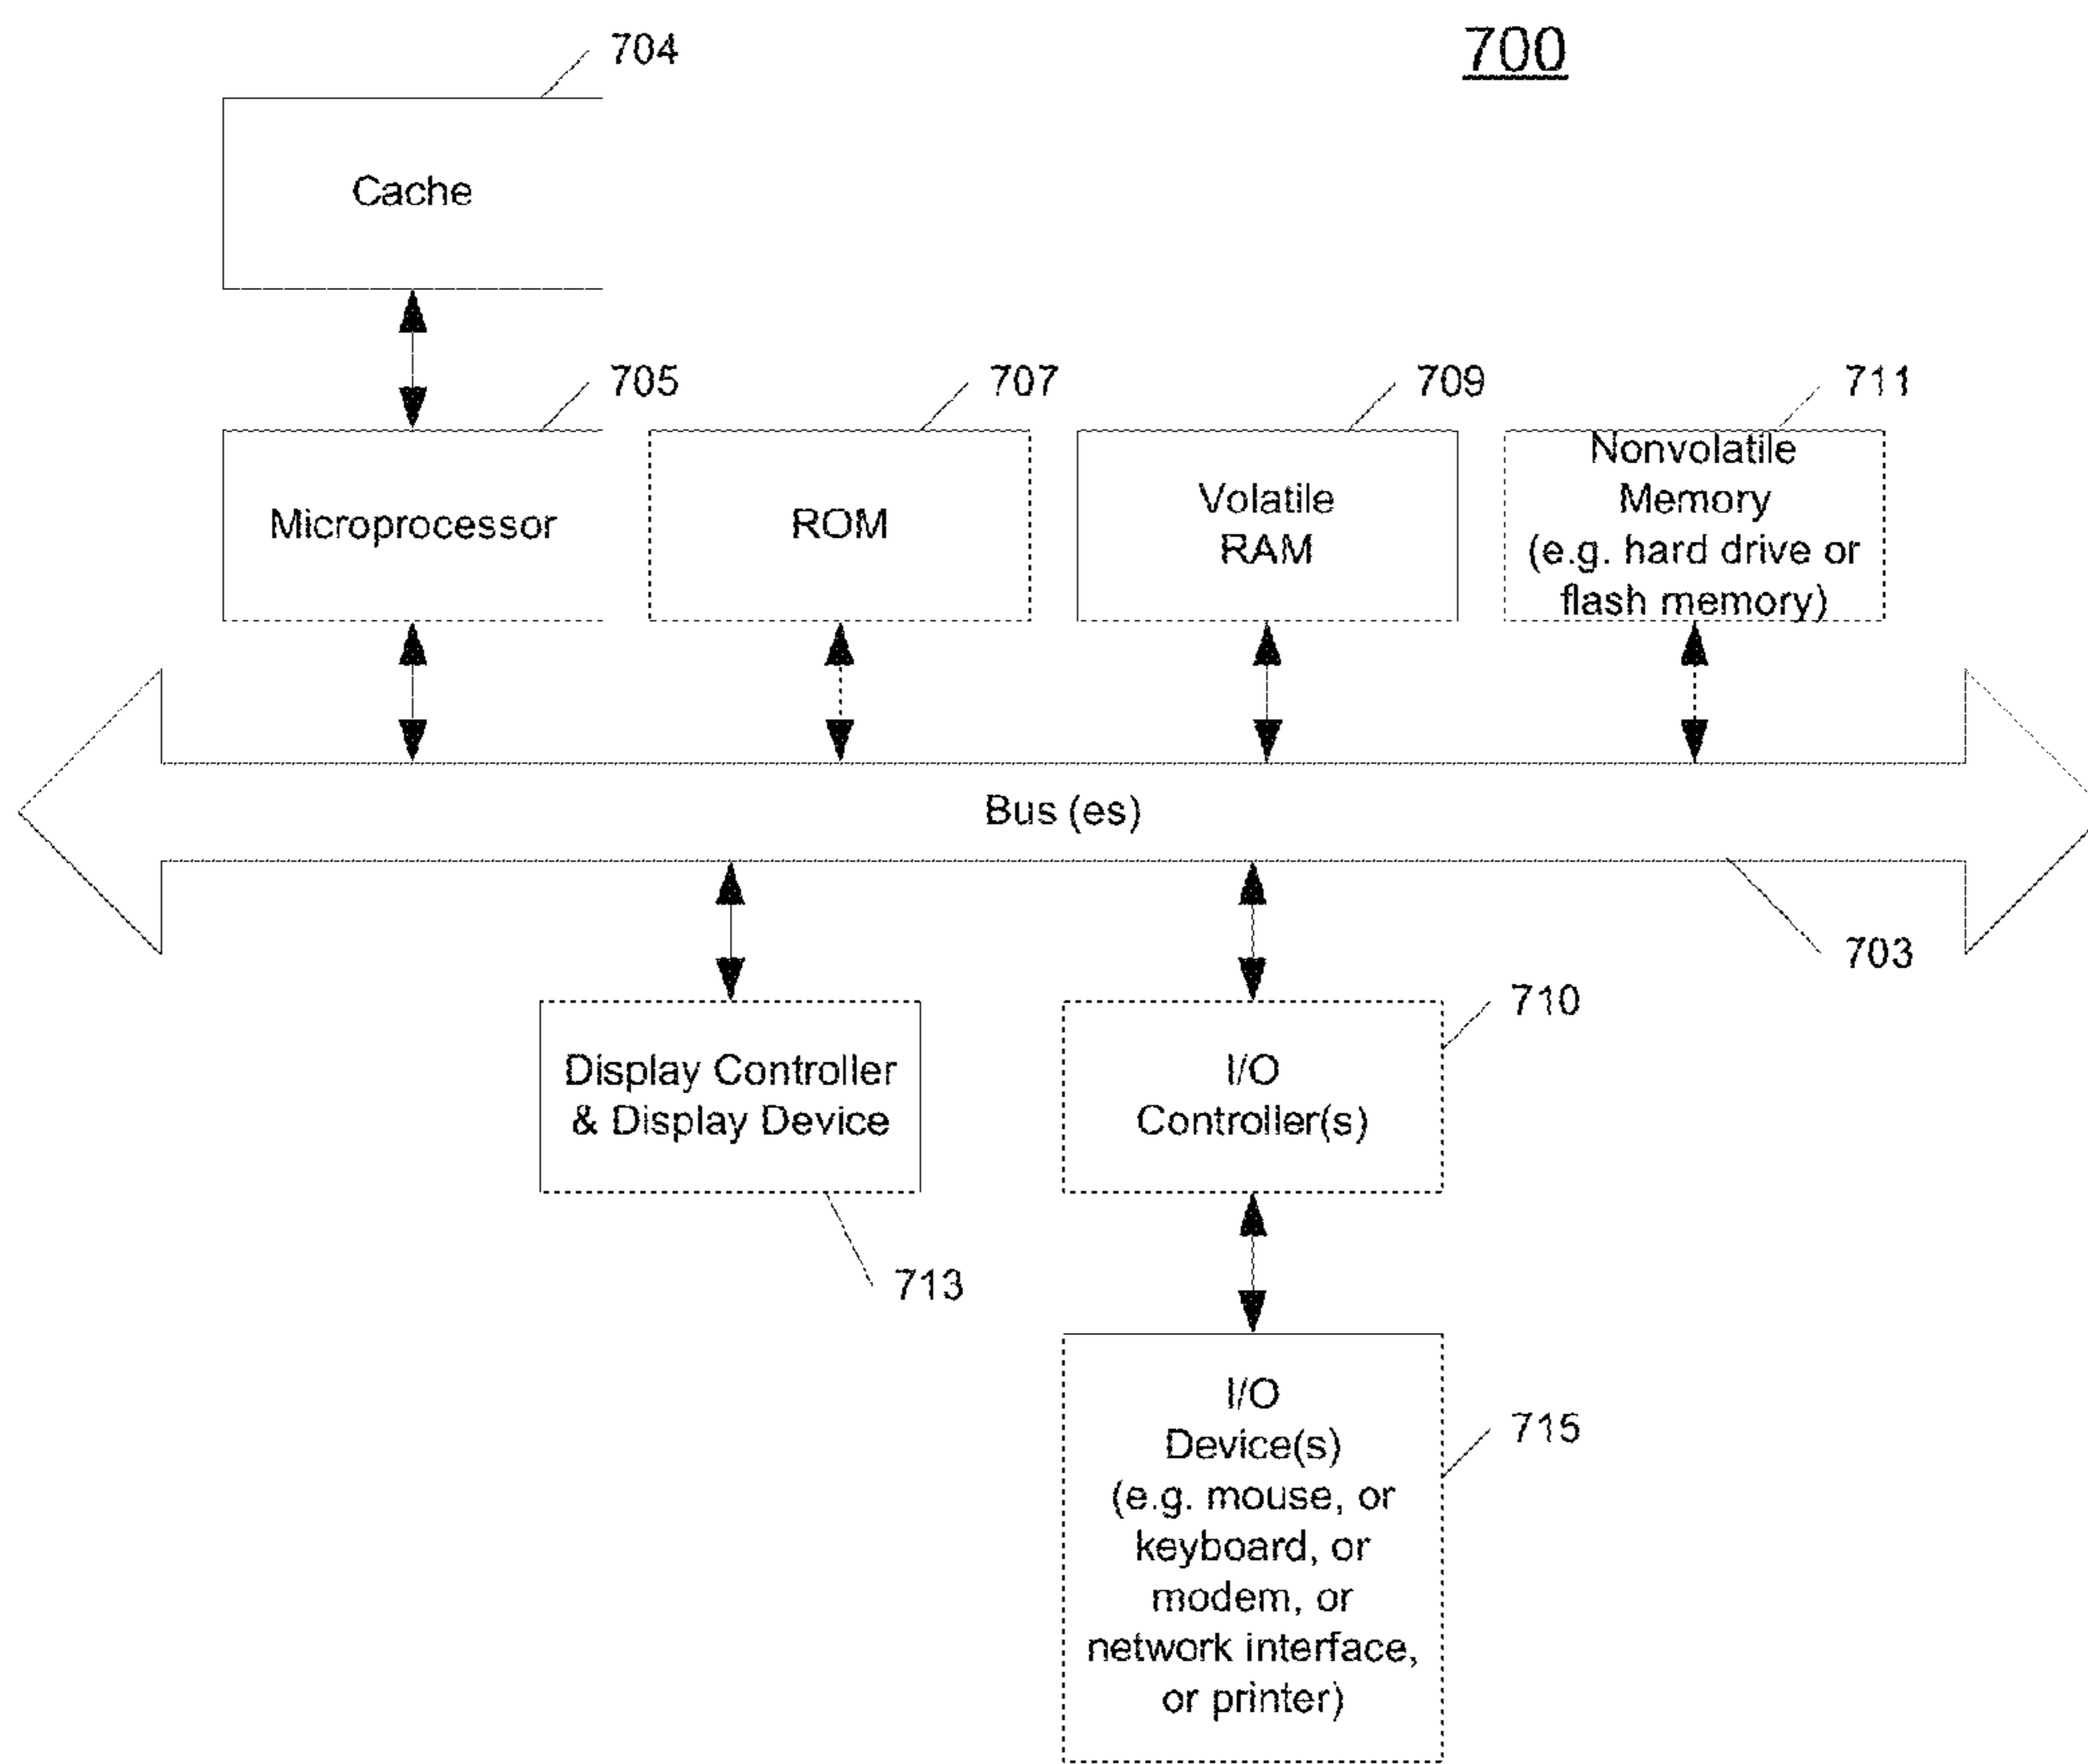 700
704
Cache
705
707
709
711
Microprocessor
ROM
Volatile
RAM
Nonvolatile
Memory
(e.g. hard drive or
flash memory)
Bus (es)
703
710
Display Controller
& Display Device
I/O
Controller(s)
713
I/O
Device(s)
(e.g. mouse, or
keyboard, or
modem, or
network interface,
or printer)
715